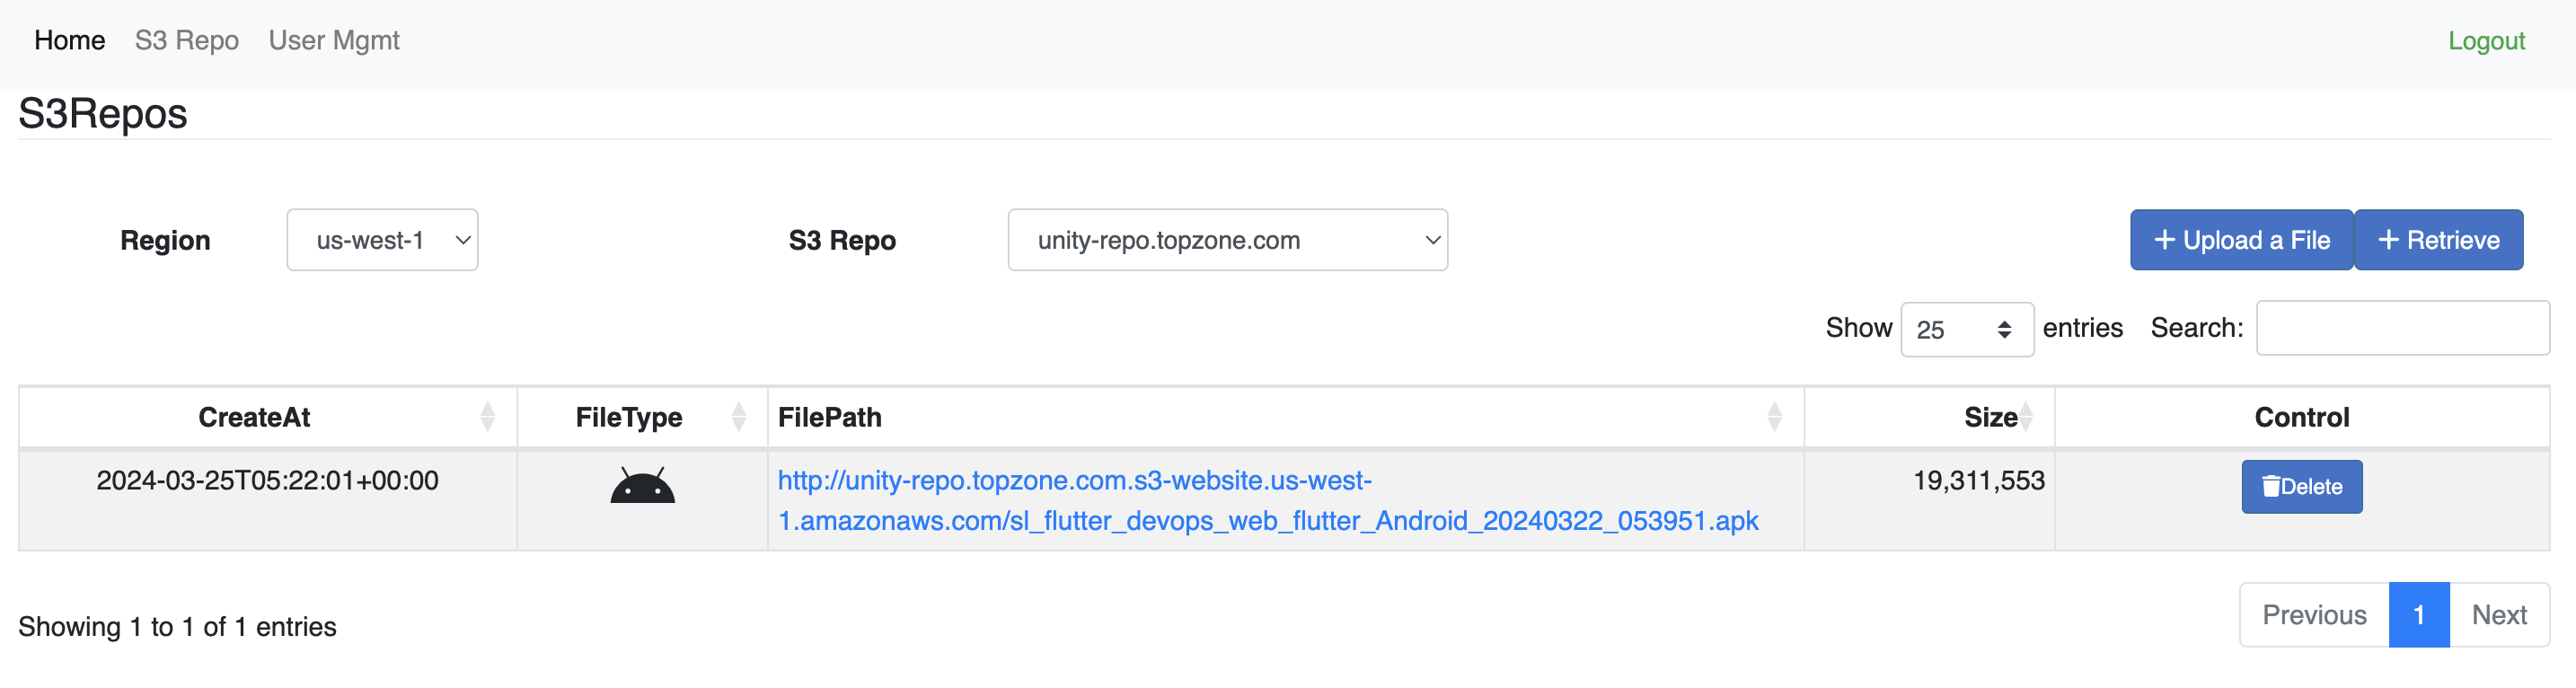 Home S3 Repo User Mgmt Logout
S3Repos
Region us-west-1 S3 Repo unity-repo.topzone.com + Upload a File + Retrieve
Show 25 entries Search:
CreateAt FileType FilePath Size Control
2024-03-25T05:22:01+00:00 http://unity-repo.topzone.com.s3-website.us-west- 19,311,553 Delete
1.amazonaws.com/sl_flutter_devops_web_flutter_Android_20240322_053951.apk
Showing 1 to 1 of 1 entries Previous 1 Next